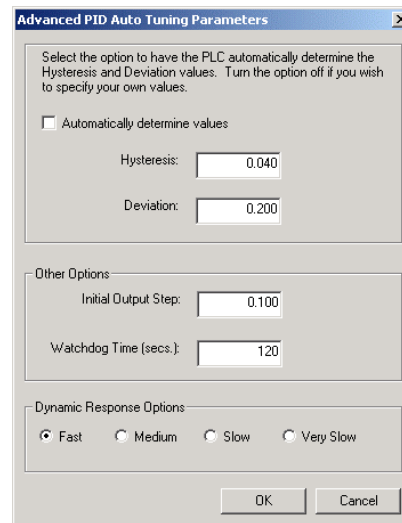 Advanced PID Auto Tuning Parameters
Select the option to have the PLC automatically determine the
Hysteresis and Deviation values. Turn the option off if you wish
to specify your own values.
Automatically determine values
Hysteresis: 0.040
Deviation: 0.200
Other Options
Initial Output Step: 0.100
Watchdog Time (secs.): 120
Dynamic Response Options
Fast Medium Slow Very Slow
OK Cancel